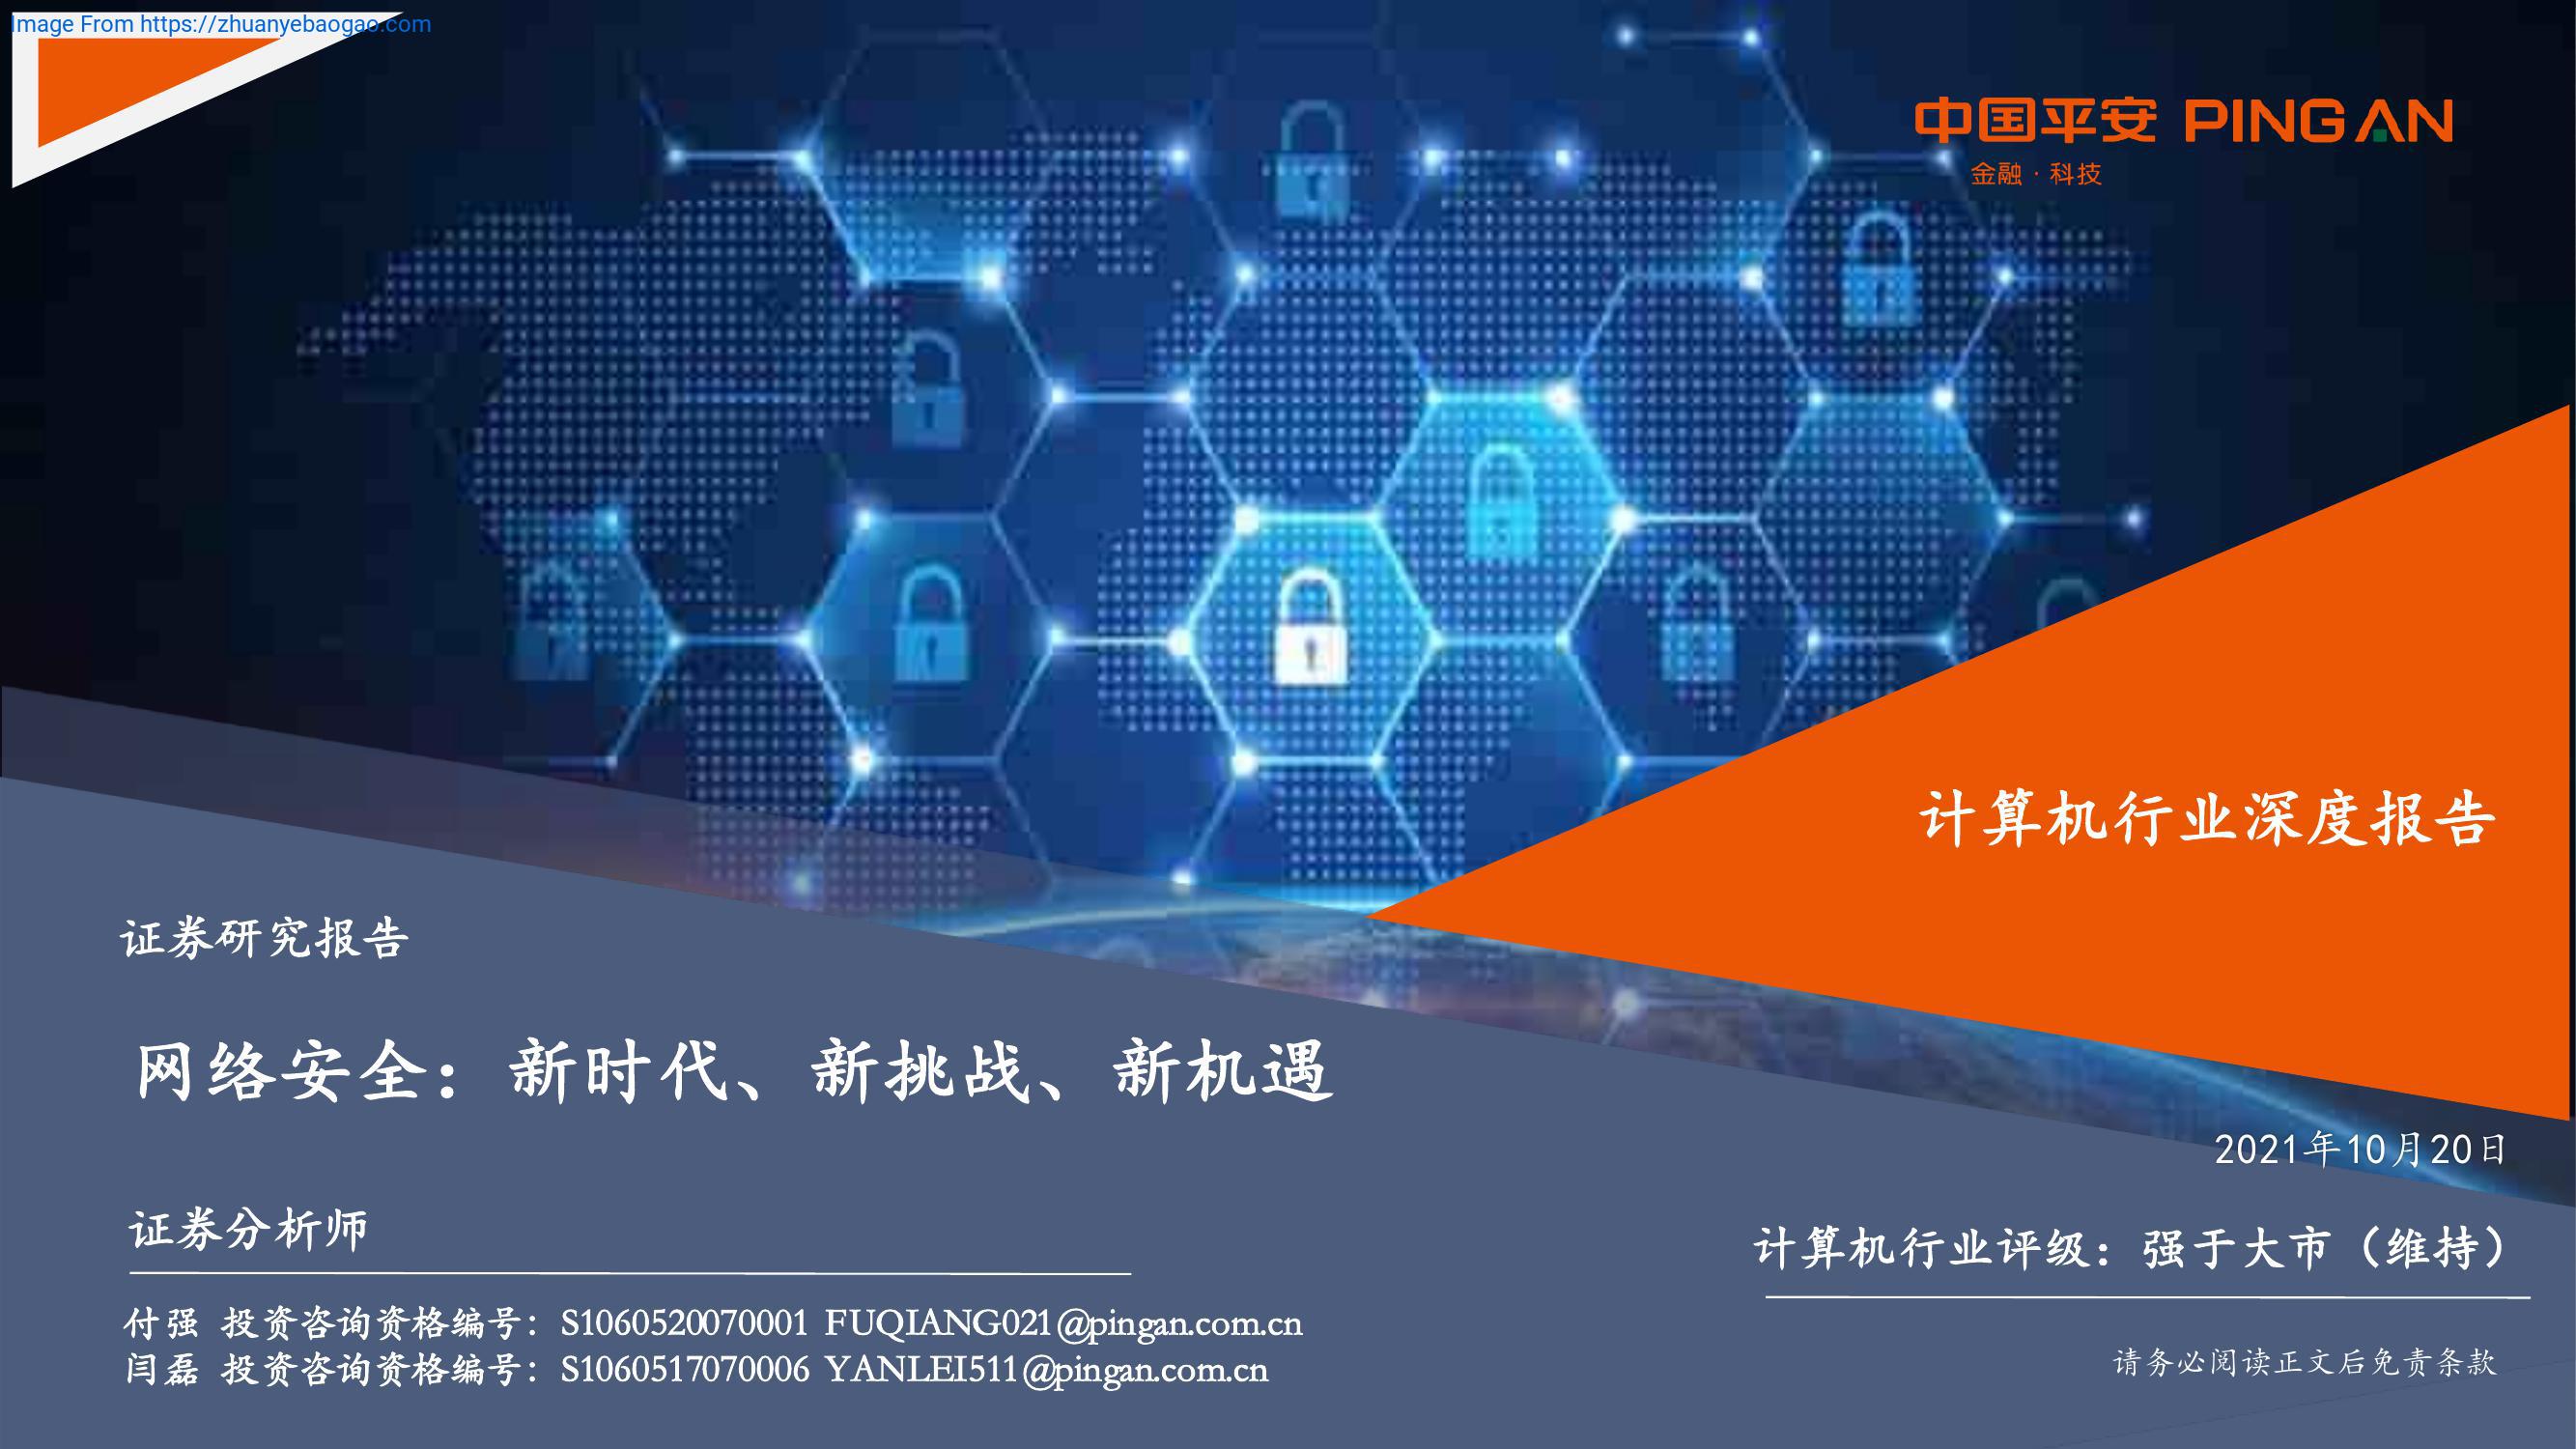 Image From https://zhuanyebaogao.com
中国平安 PINGAN
金融·科技
计算机行业深度报告
证券研究报告
网络安全：新时代、新挑战、新机遇
2021年10月20日
证券分析师
计算机行业评级：强于大市（维持）
付强 投资咨询资格编号：S1060520070001 FUQIANG021@pingan.com.cn
闫磊 投资咨询资格编号：S1060517070006 YANLEI511@pingan.com.cn
请务必阅读正文后免责条款